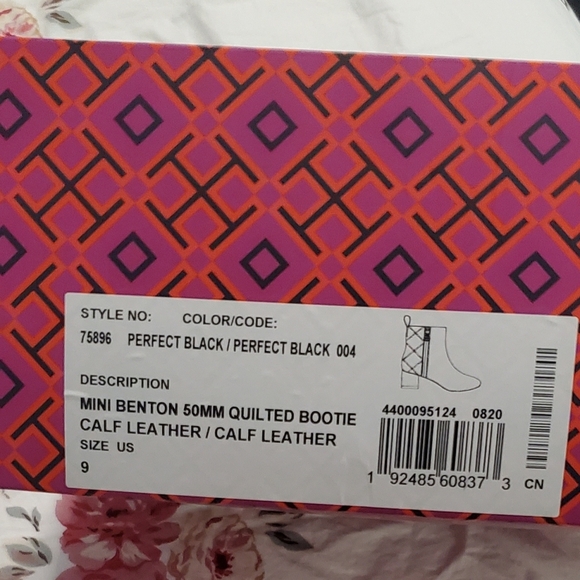 STYLE NO: COLOR/CODE:
75896 PERFECT BLACK / PERFECT BLACK 004
DESCRIPTION
MINI BENTON 50MM QUILTED BOOTIE
CALF LEATHER / CALF LEATHER
SIZE US
9
4400095124 0820
1 92485 60837 3 CN